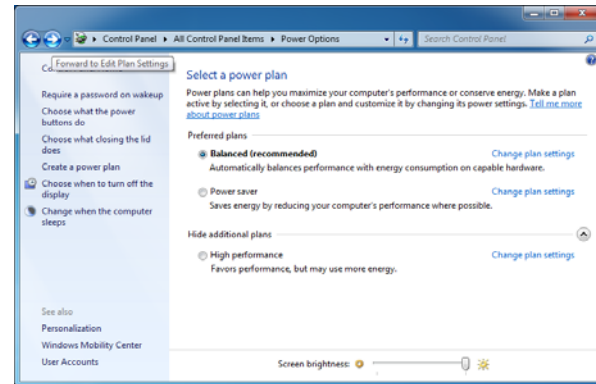 Control Panel ▸ All Control Panel Items ▸ Power Options
Search Control Panel
Forward to Edit Plan Settings
Require a password on wakeup
Choose what the power
buttons do
Choose what closing the lid
does
Create a power plan
Choose when to turn off the
display
Change when the computer
sleeps
See also
Personalization
Windows Mobility Center
User Accounts
Select a power plan
Power plans can help you maximize your computer's performance or conserve energy. Make a plan
active by selecting it, or choose a plan and customize it by changing its power settings. Tell me more
about power plans
Preferred plans
Balanced (recommended) Change plan settings
Automatically balances performance with energy consumption on capable hardware.
Power saver Change plan settings
Saves energy by reducing your computer's performance where possible.
Hide additional plans
High performance Change plan settings
Favors performance, but may use more energy.
Screen brightness: